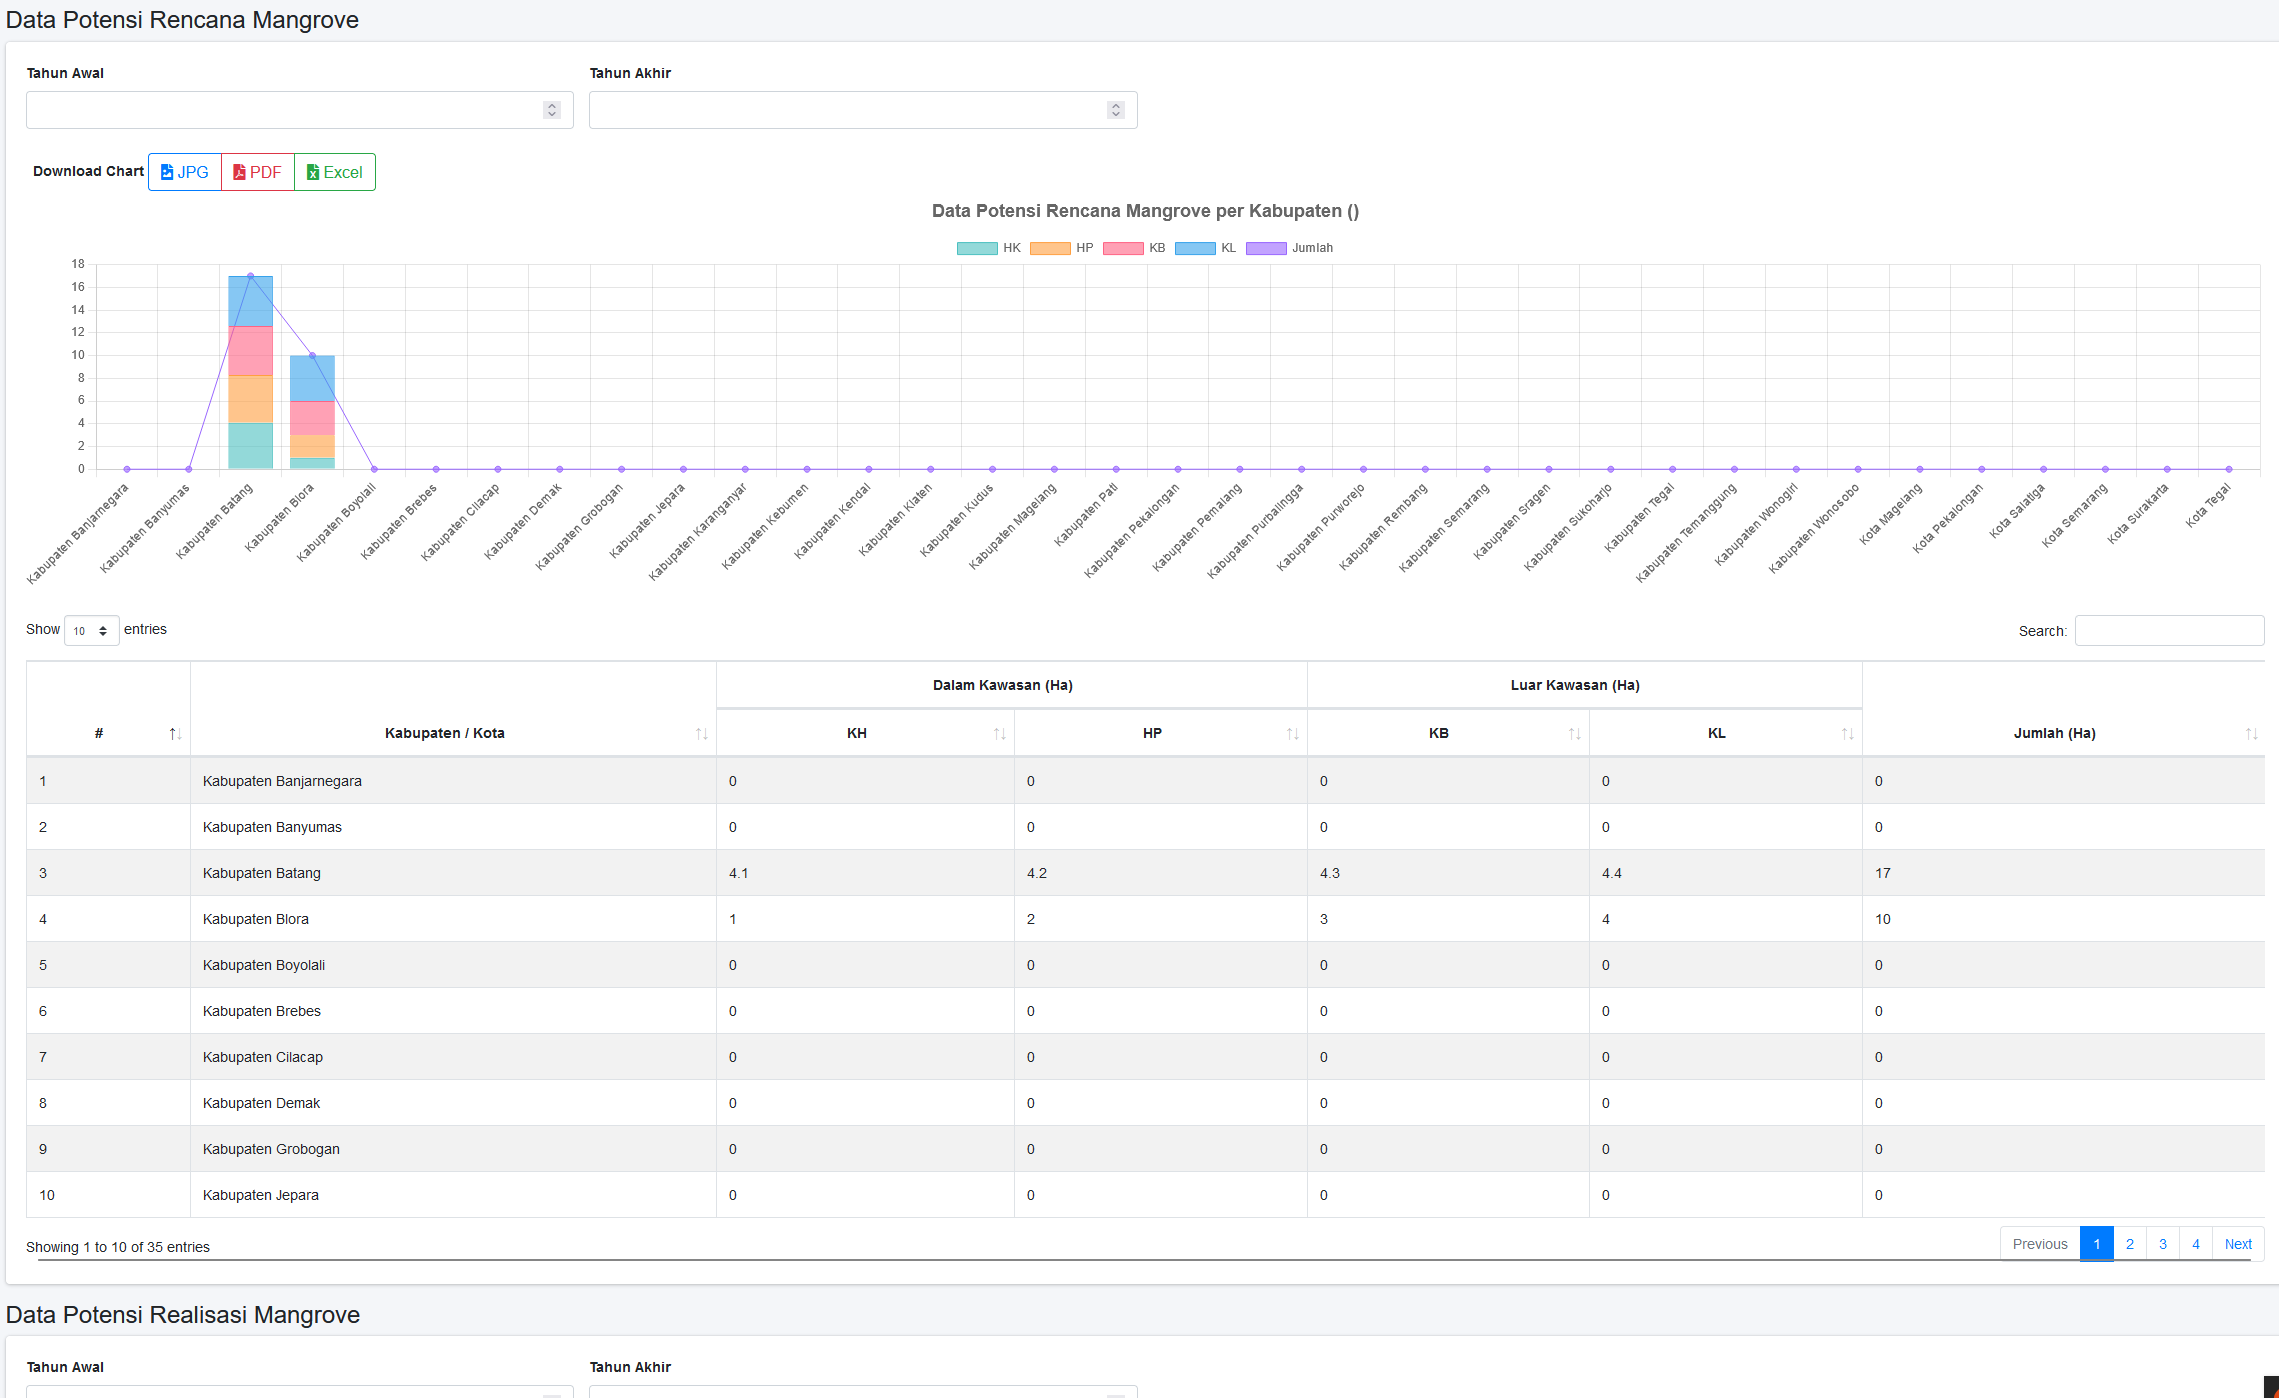 Data Potensi Rencana Mangrove
Tahun Awal
Tahun Akhir
Download Chart
JPG
PDF
Excel
Data Potensi Rencana Mangrove per Kabupaten ()
HK
HP
KB
KL
Jumlah
18
16
14
12
10
8
6
4
2
0
Kabupaten Banjarnegara
Kabupaten Banyumas
Kabupaten Batang
Kabupaten Blora
Kabupaten Boyolali
Kabupaten Brebes
Kabupaten Cilacap
Kabupaten Demak
Kabupaten Grobogan
Kabupaten Jepara
Kabupaten Karanganyar
Kabupaten Kebumen
Kabupaten Kendal
Kabupaten Klaten
Kabupaten Kudus
Kabupaten Magelang
Kabupaten Pati
Kabupaten Pekalongan
Kabupaten Pemalang
Kabupaten Purbalingga
Kabupaten Purworejo
Kabupaten Rembang
Kabupaten Semarang
Kabupaten Sragen
Kabupaten Sukoharjo
Kabupaten Tegal
Kabupaten Temanggung
Kabupaten Wonogiri
Kabupaten Wonosobo
Kota Magelang
Kota Pekalongan
Kota Salatiga
Kota Semarang
Kota Surakarta
Kota Tegal
Show 10 entries
Search:
Dalam Kawasan (Ha) Luar Kawasan (Ha)
# Kabupaten / Kota KH HP KB KL Jumlah (Ha)
1 Kabupaten Banjarnegara 0 0 0 0 0
2 Kabupaten Banyumas 0 0 0 0 0
3 Kabupaten Batang 4.1 4.2 4.3 4.4 17
4 Kabupaten Blora 1 2 3 4 10
5 Kabupaten Boyolali 0 0 0 0 0
6 Kabupaten Brebes 0 0 0 0 0
7 Kabupaten Cilacap 0 0 0 0 0
8 Kabupaten Demak 0 0 0 0 0
9 Kabupaten Grobogan 0 0 0 0 0
10 Kabupaten Jepara 0 0 0 0 0
Showing 1 to 10 of 35 entries
Previous 1 2 3 4 Next
Data Potensi Realisasi Mangrove
Tahun Awal
Tahun Akhir